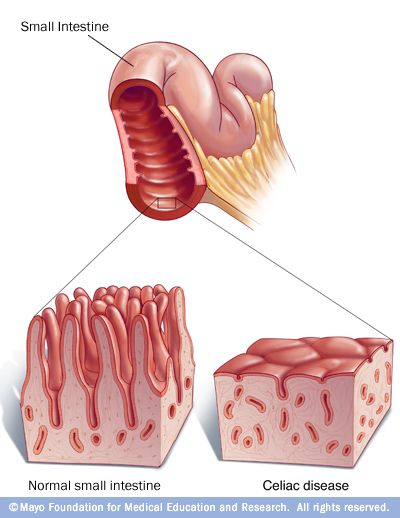 Small Intestine
Normal small intestine
Celiac disease
©Mayo Foundation for Medical Education and Research. All rights reserved.